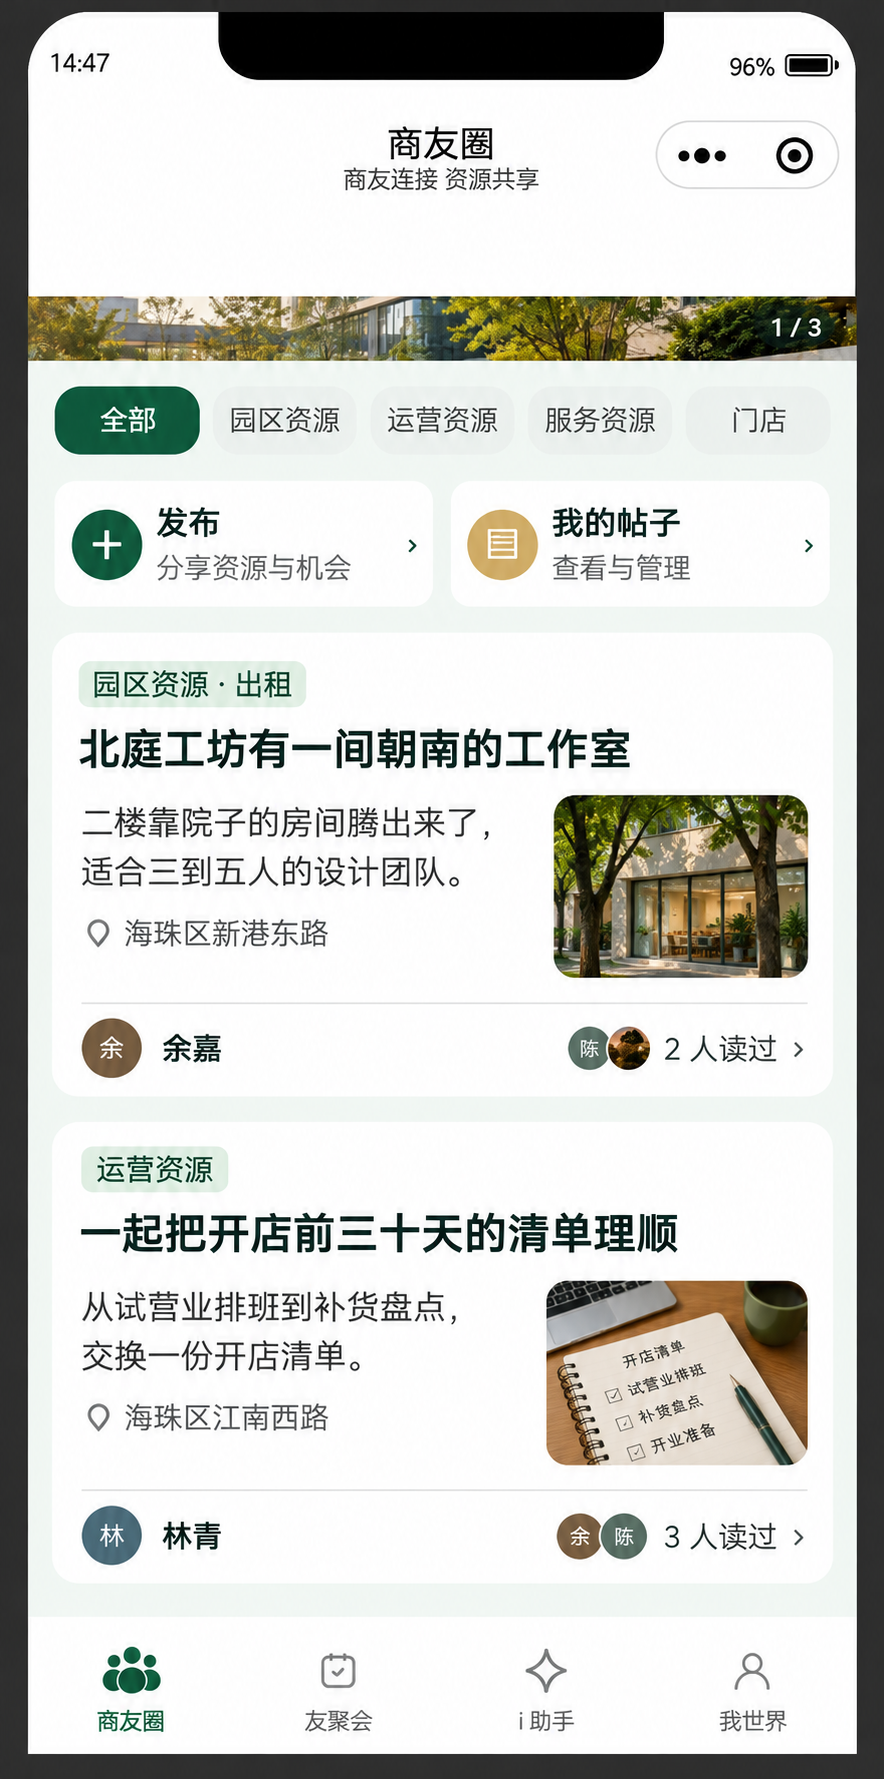 14:47
96%
商友圈
商友连接 资源共享
1 / 3
全部
园区资源
运营资源
服务资源
门店
发布
分享资源与机会
我的帖子
查看与管理
园区资源 · 出租
北庭工坊有一间朝南的工作室
二楼靠院子的房间腾出来了，
适合三到五人的设计团队。
海珠区新港东路
余
余嘉
陈
2 人读过
运营资源
一起把开店前三十天的清单理顺
从试营业排班到补货盘点，
交换一份开店清单。
海珠区江南西路
开店清单
试营业排班
补货盘点
开业准备
林
林青
余
陈
3 人读过
商友圈
友聚会
i 助手
我世界